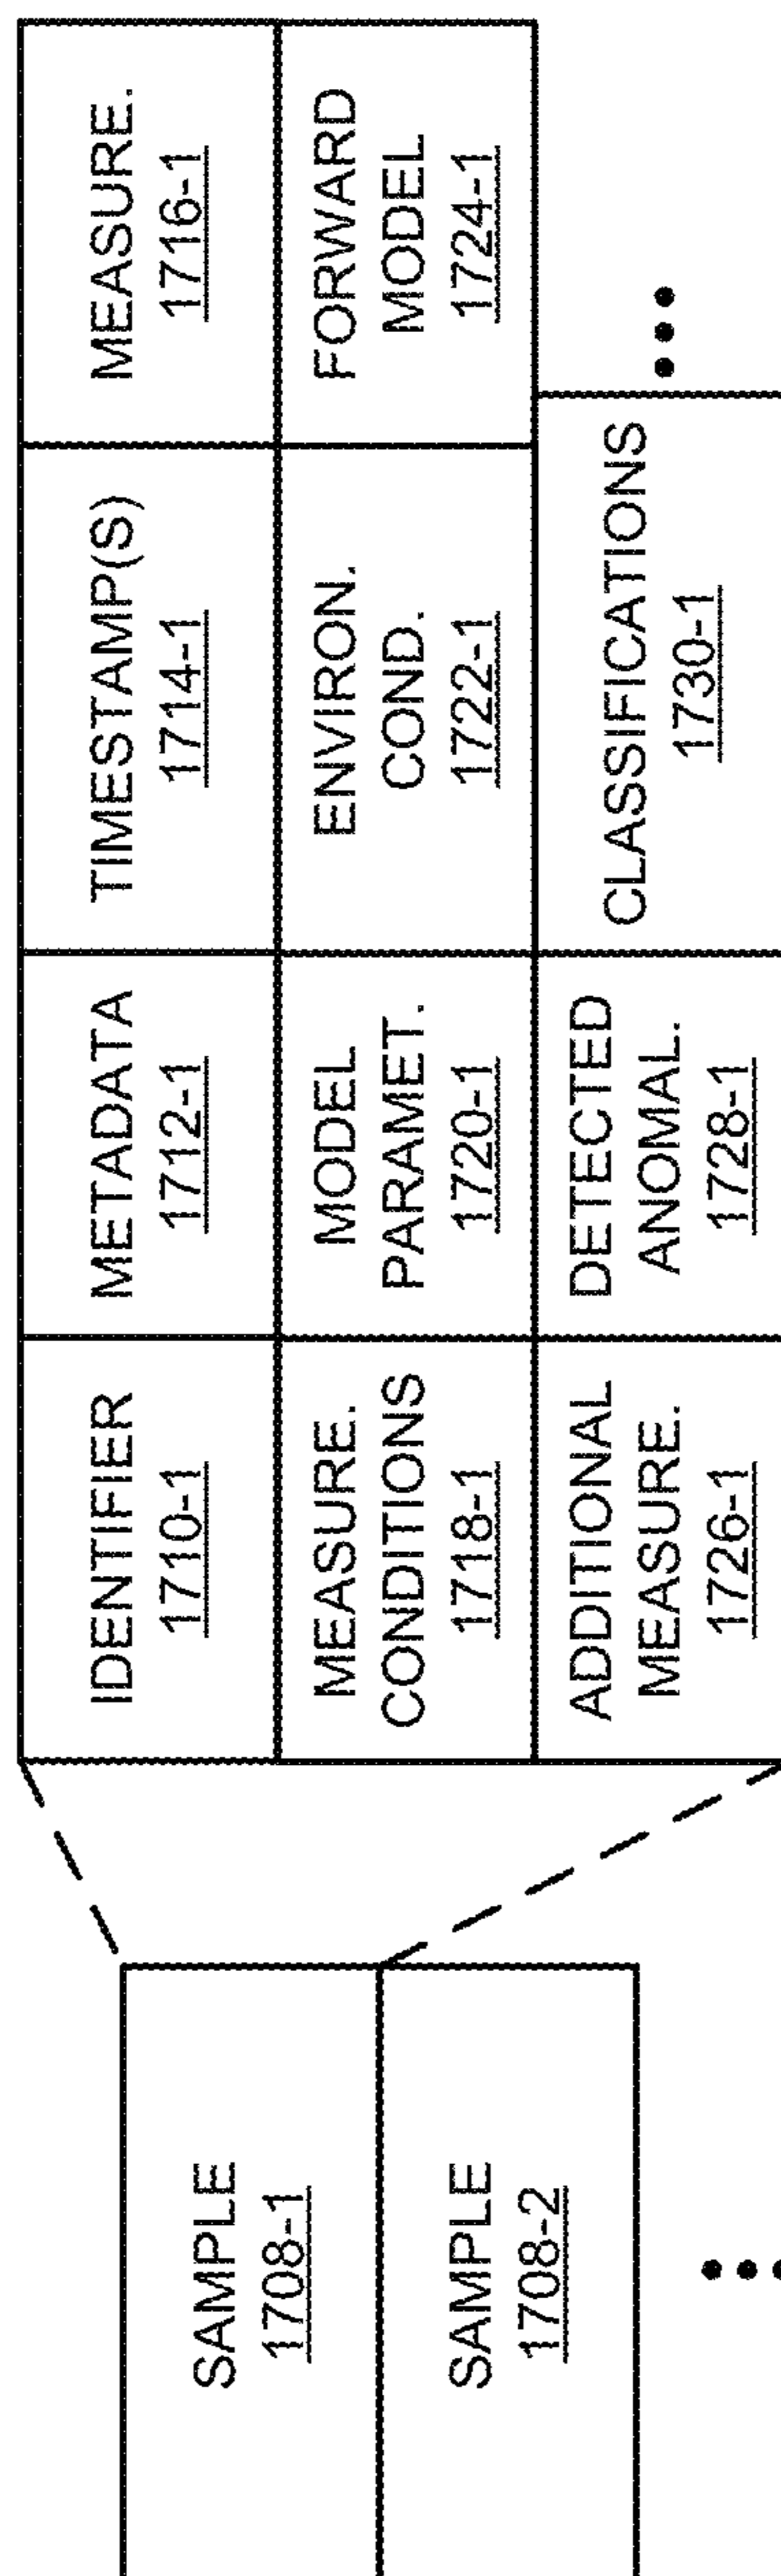 SAMPLE
1708-1
SAMPLE
1708-2
IDENTIFIER
1710-1
METADATA
1712-1
TIMESTAMP(S)
1714-1
MEASURE.
1716-1
MEASURE.
CONDITIONS
1718-1
MODEL
PARAMET.
1720-1
ENVIRON.
COND.
1722-1
FORWARD
MODEL
1724-1
ADDITIONAL
MEASURE.
1726-1
DETECTED
ANOMAL.
1728-1
CLASSIFICATIONS
1730-1